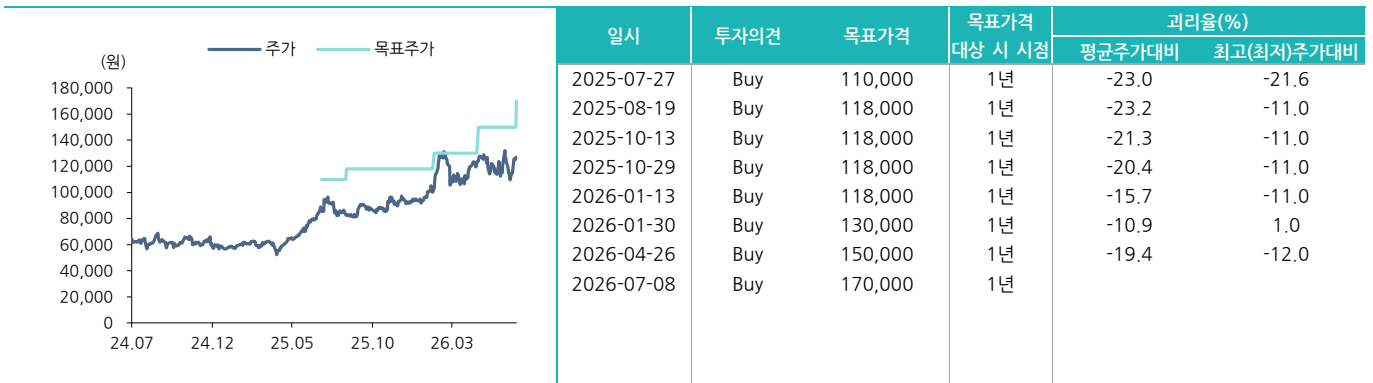 주가 목표주가
(원)
180,000
160,000
140,000
120,000
100,000
80,000
60,000
40,000
20,000
0
24.07 24.12 25.05 25.10 26.03
일시 투자의견 목표가격 목표가격 대상 시 시점 괴리율(%)
평균주가대비 최고(최저)주가대비
2025-07-27 Buy 110,000 1년 -23.0 -21.6
2025-08-19 Buy 118,000 1년 -23.2 -11.0
2025-10-13 Buy 118,000 1년 -21.3 -11.0
2025-10-29 Buy 118,000 1년 -20.4 -11.0
2026-01-13 Buy 118,000 1년 -15.7 -11.0
2026-01-30 Buy 130,000 1년 -10.9 1.0
2026-04-26 Buy 150,000 1년 -19.4 -12.0
2026-07-08 Buy 170,000 1년